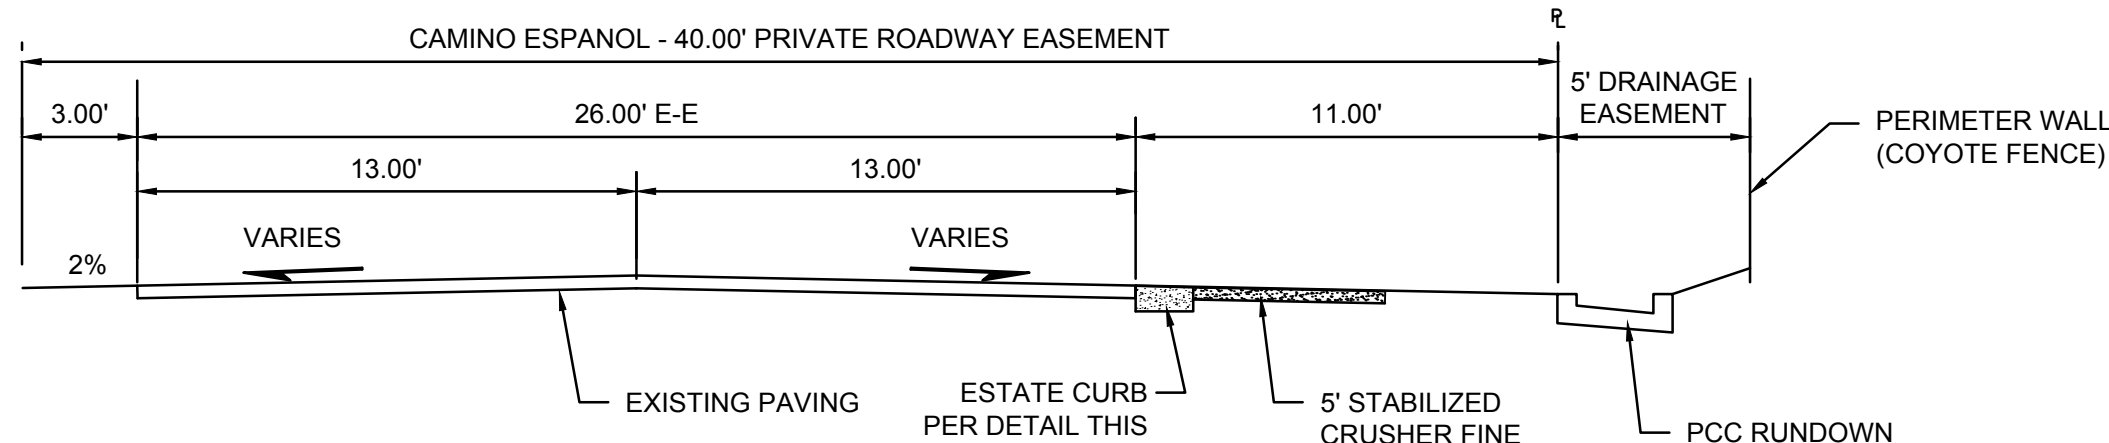 ℄
CAMINO ESPANOL - 40.00' PRIVATE ROADWAY EASEMENT
5' DRAINAGE
EASEMENT
3.00'
26.00' E-E
11.00'
PERIMETER WALL
(COYOTE FENCE)
13.00'
13.00'
VARIES
VARIES
2%
EXISTING PAVING
ESTATE CURB
PER DETAIL THIS
5' STABILIZED
CRUSHER FINE
PCC RUNDOWN